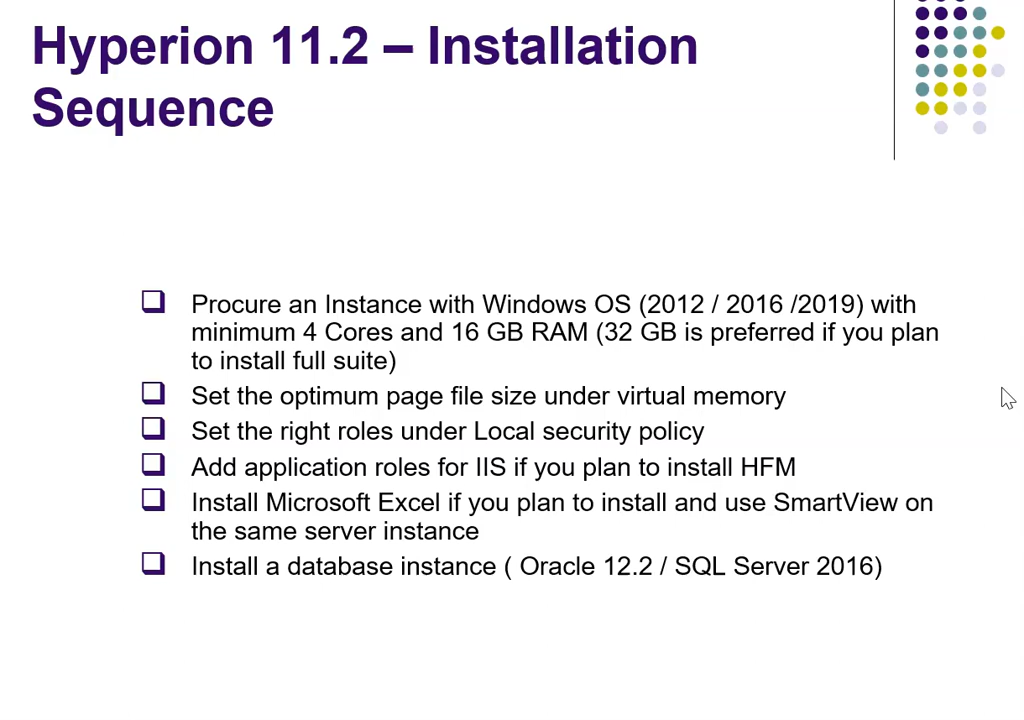 Hyperion 11.2 – Installation
Sequence
Procure an Instance with Windows OS (2012 / 2016 /2019) with
minimum 4 Cores and 16 GB RAM (32 GB is preferred if you plan
to install full suite)
Set the optimum page file size under virtual memory
Set the right roles under Local security policy
Add application roles for IIS if you plan to install HFM
Install Microsoft Excel if you plan to install and use SmartView on
the same server instance
Install a database instance ( Oracle 12.2 / SQL Server 2016)